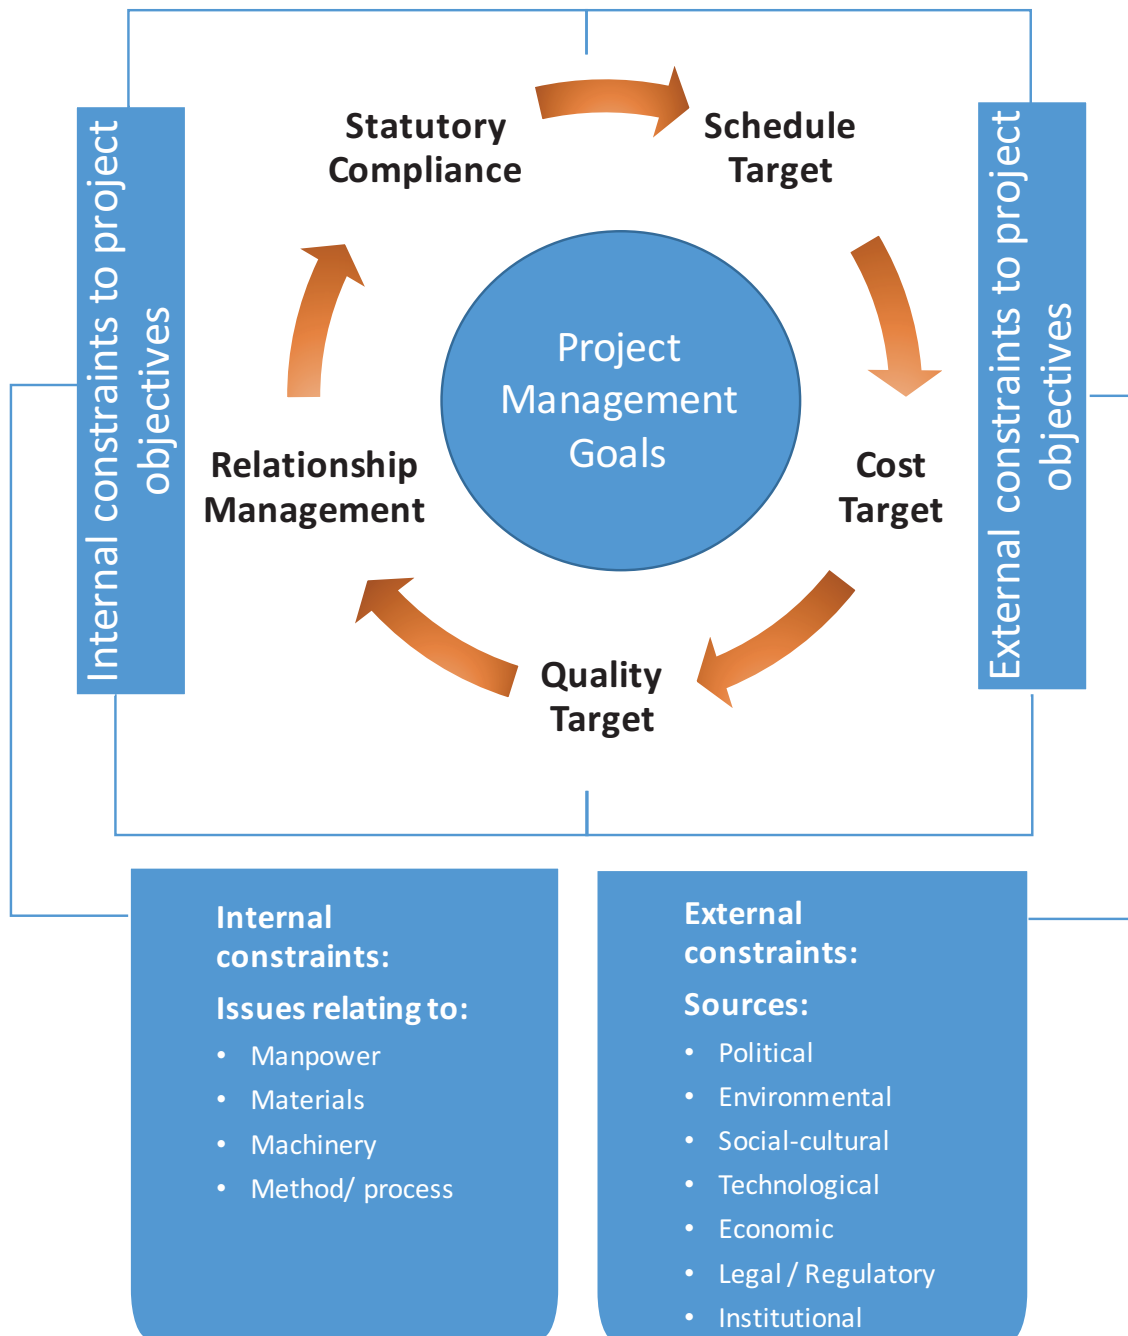 Internal constraints to project
objectives
Statutory
Compliance
Schedule
Target
Project
Management
Goals
Relationship
Management
Cost
Target
Quality
Target
External constraints to project
objectives
Internal
constraints:
Issues relating to:
• Manpower
• Materials
• Machinery
• Method/ process
External
constraints:
Sources:
• Political
• Environmental
• Social-cultural
• Technological
• Economic
• Legal / Regulatory
• Institutional